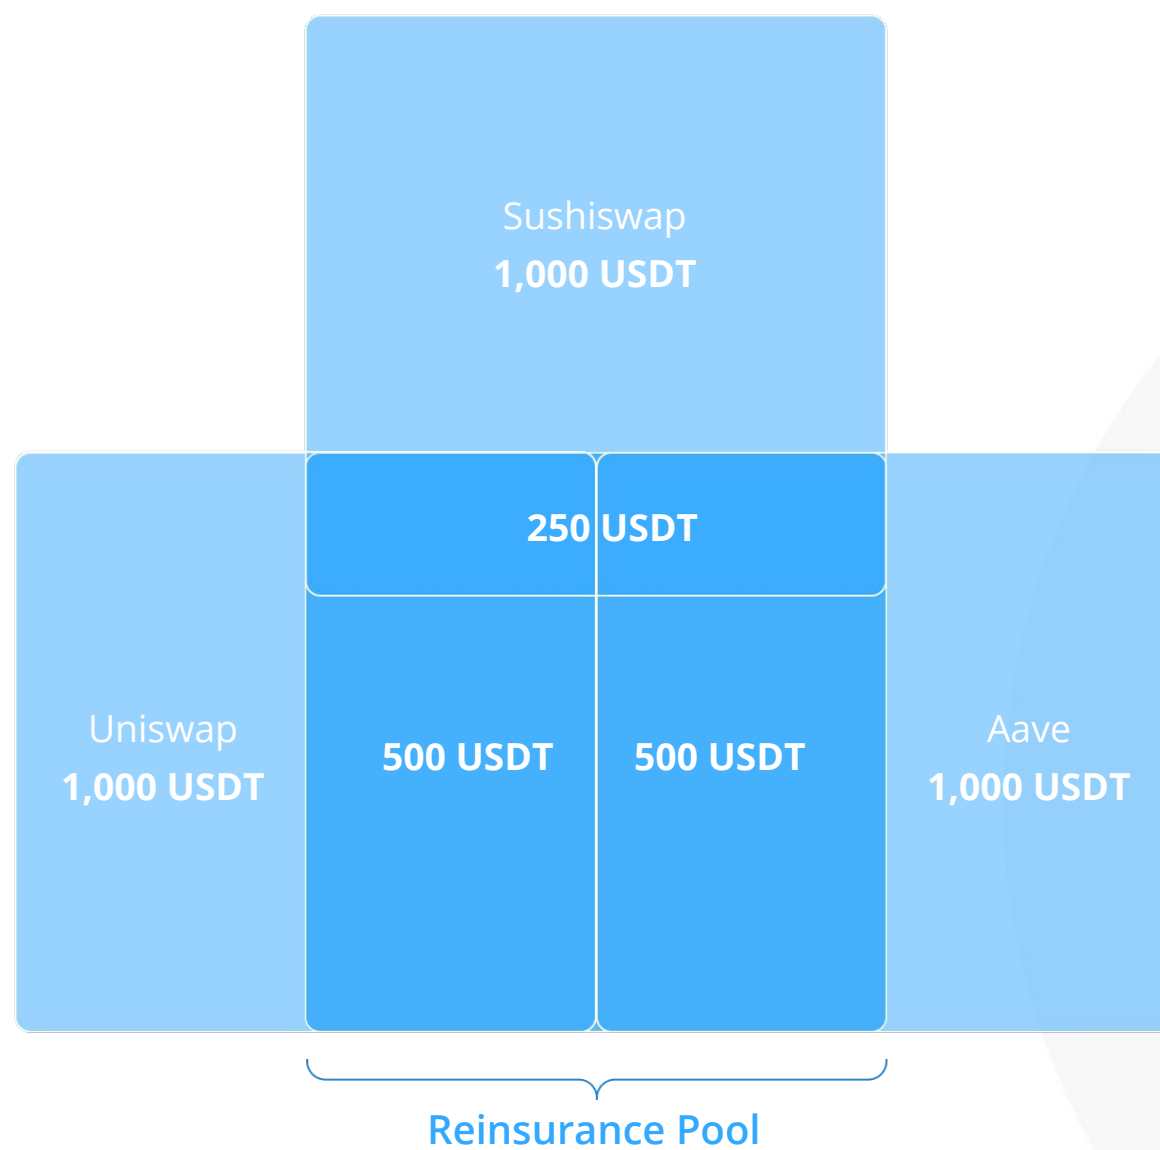 Sushiswap
1,000 USDT
250 USDT
Uniswap
1,000 USDT
500 USDT
500 USDT
Aave
1,000 USDT
Reinsurance Pool